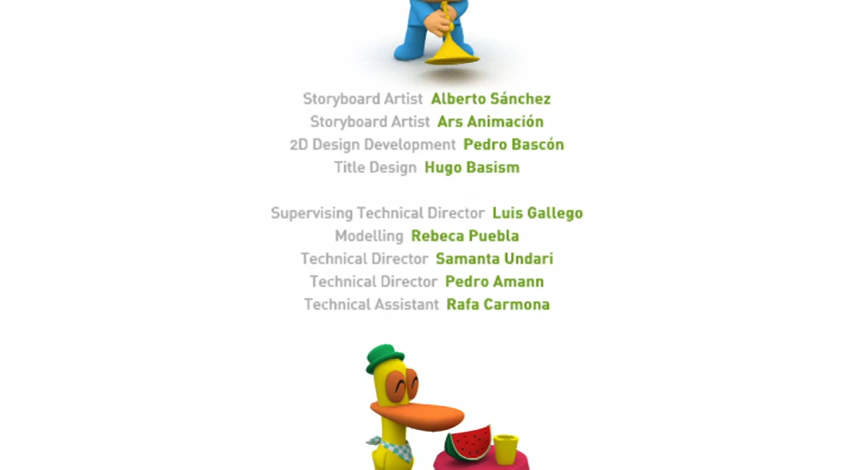 Storyboard Artist Alberto Sánchez
Storyboard Artist Ars Animación
2D Design Development Pedro Bascón
Title Design Hugo Basism
Supervising Technical Director Luis Gallego
Modelling Rebeca Puebla
Technical Director Samanta Undari
Technical Director Pedro Amann
Technical Assistant Rafa Carmona